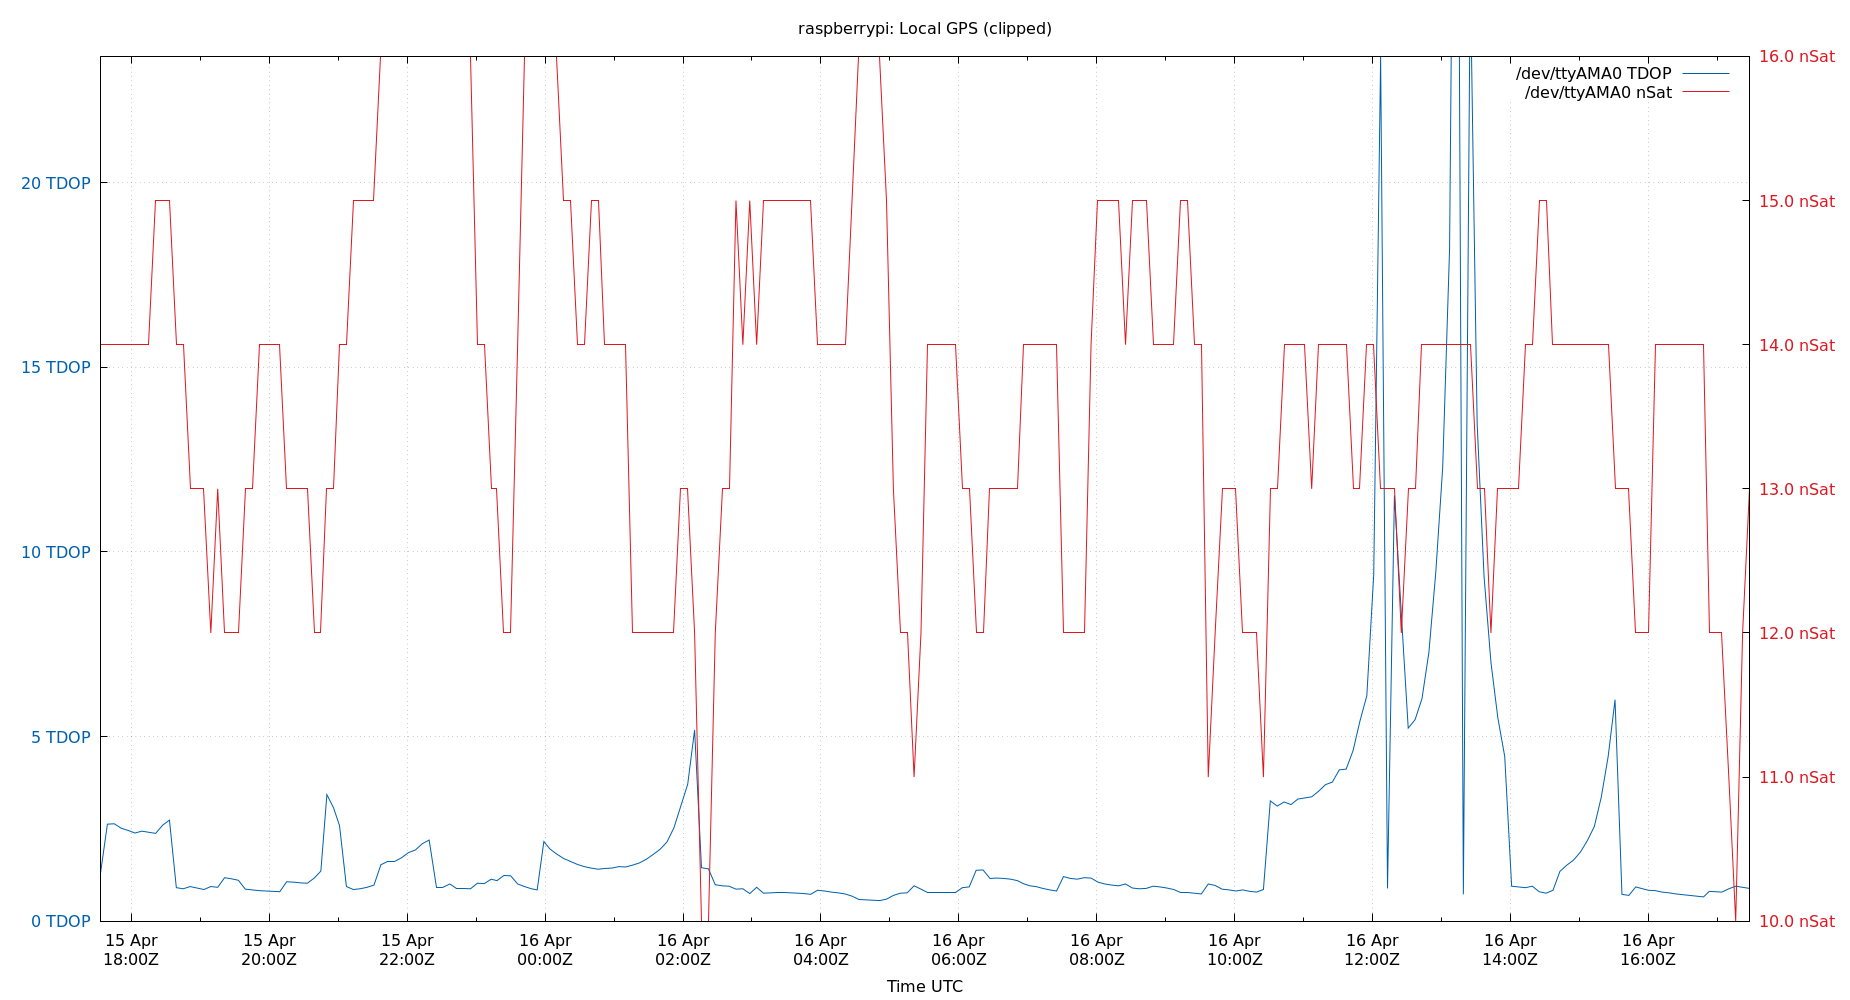 raspberrypi: Local GPS (clipped)
/dev/ttyAMA0 TDOP
/dev/ttyAMA0 nSat
20 TDOP
15 TDOP
10 TDOP
5 TDOP
0 TDOP
16.0 nSat
15.0 nSat
14.0 nSat
13.0 nSat
12.0 nSat
11.0 nSat
10.0 nSat
15 Apr 15 Apr 15 Apr 16 Apr 16 Apr 16 Apr 16 Apr 16 Apr 16 Apr 16 Apr 16 Apr 16 Apr
18:00Z 20:00Z 22:00Z 00:00Z 02:00Z 04:00Z 06:00Z 08:00Z 10:00Z 12:00Z 14:00Z 16:00Z
Time UTC